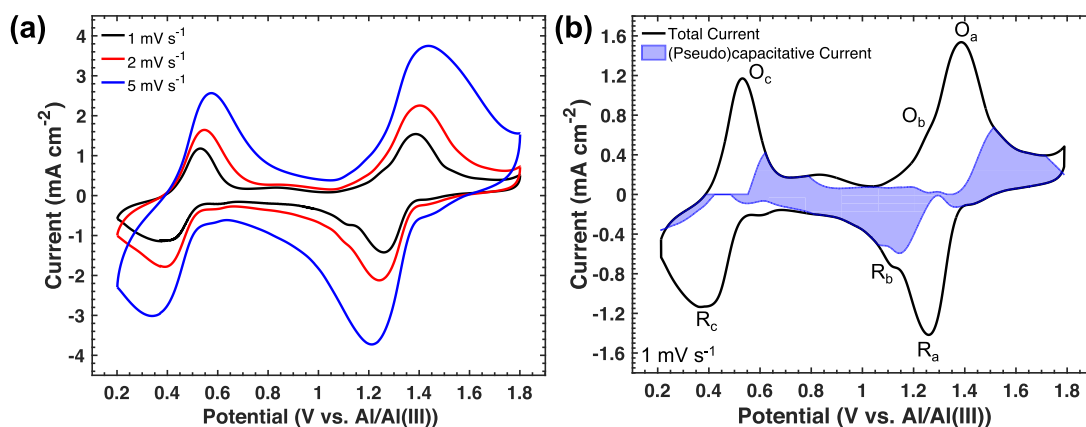 (a)
1 mV s⁻¹
2 mV s⁻¹
5 mV s⁻¹
Current (mA cm⁻²)
4
3
2
1
0
-1
-2
-3
-4
0.2 0.4 0.6 0.8 1 1.2 1.4 1.6 1.8
Potential (V vs. Al/Al(III))
(b)
Total Current
(Pseudo)capacitative Current
Oₐ
O_c
O_b
R_b
R_c
Rₐ
1 mV s⁻¹
Current (mA cm⁻²)
1.6
1.2
0.8
0.4
0
-0.4
-0.8
-1.2
-1.6
0.2 0.4 0.6 0.8 1 1.2 1.4 1.6 1.8
Potential (V vs. Al/Al(III))